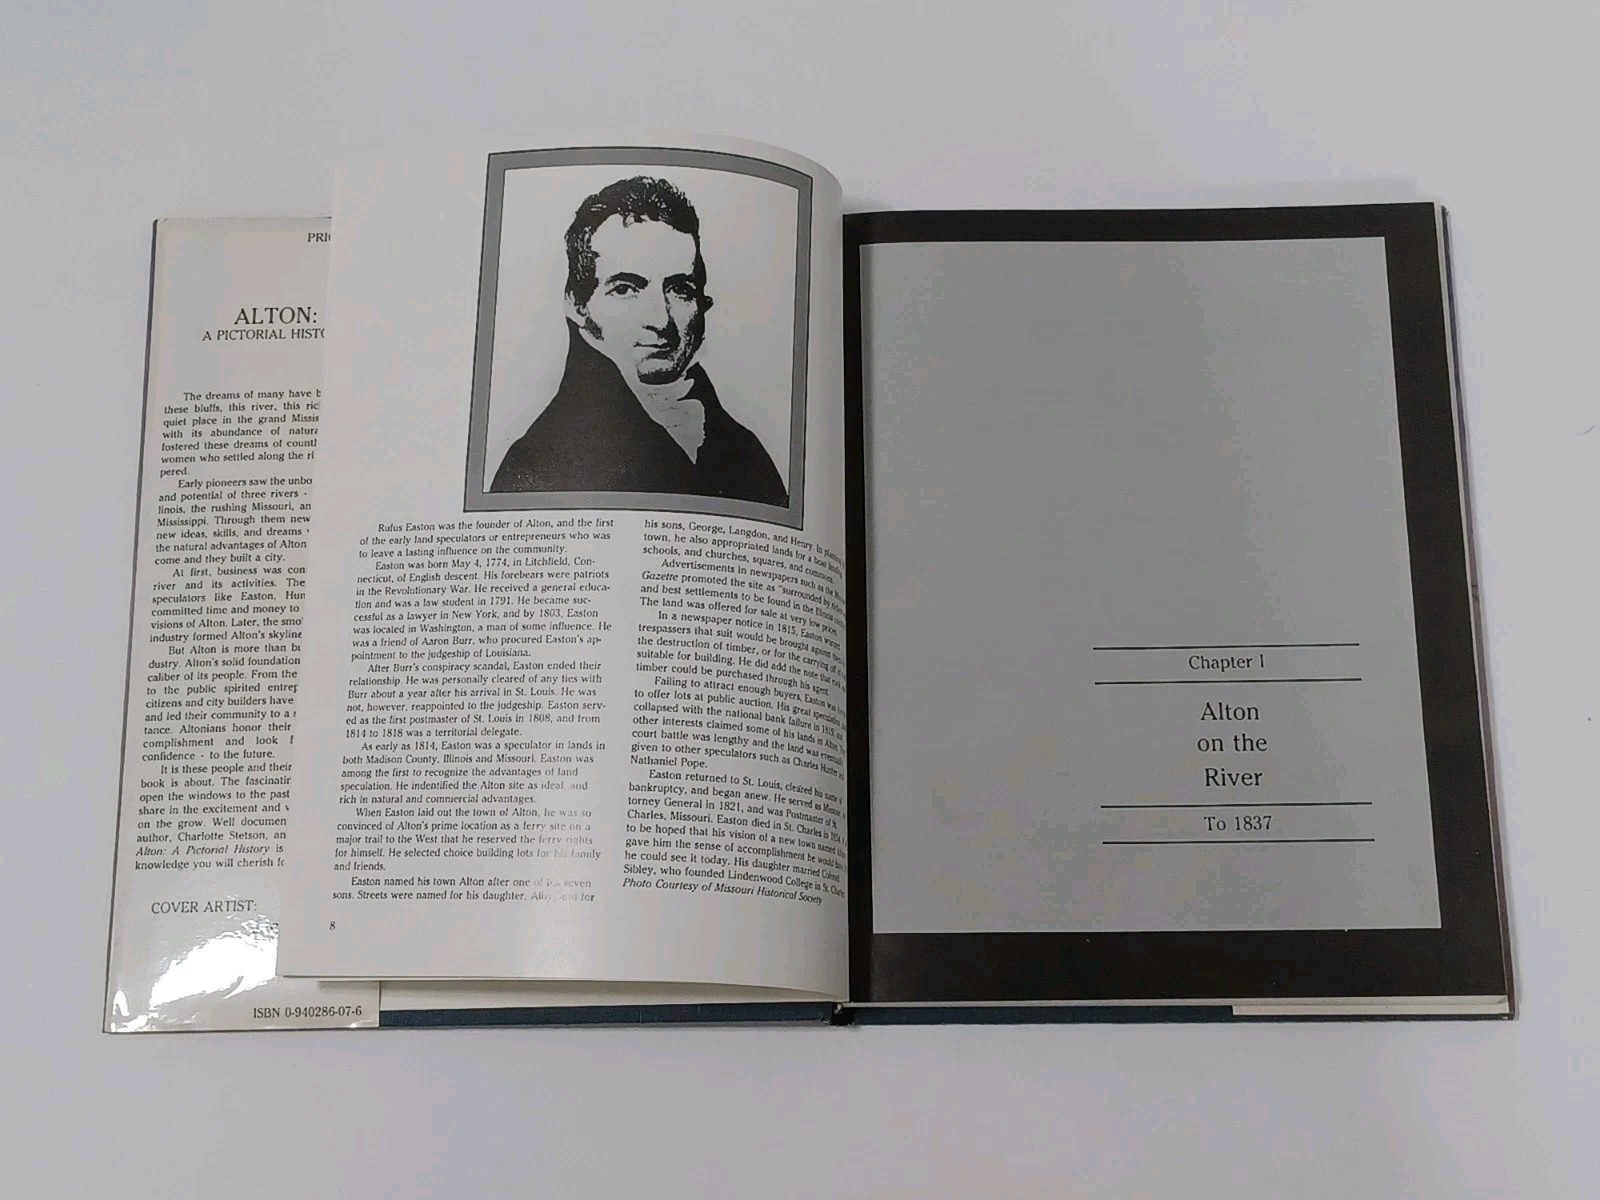 ALTON:
A PICTORIAL
The dreams of many have
these bluffs, this river, this
quiet place in the grand
with its abundance of
fostered these dreams of
women who settled along the
pered.
Early pioneers saw the
and potential of three rivers -
linois, the rushing Missouri,
Mississippi. Through them new
new ideas, skills, and dreams
the natural advantages of Alton
come and they built a city.
At first, business was
river and its activities. The
speculators like Easton,
committed time and money to
visions of Alton. Later, the
industry formed Alton's skyline
But Alton is more than
dustry. Alton's solid foundation
caliber of its people. From the
to the public spirited
citizens and city builders have
and led their community to a
tance. Altonians honor their
complishment and look
confidence - to the future.
It is these people and their
book is about. The
open the windows to the past
share in the excitement and
on the grow. Well
author, Charlotte Stetson,
Alton: A Pictorial History is
knowledge you will cherish
COVER ARTIST:
ISBN 0-940286-07-6
Rufus Easton was the founder of Alton, and the first
of the early land speculators or entrepreneurs who was
to leave a lasting influence on the community.
Easton was born May 4, 1774, in Litchfield, Con-
necticut, of English descent. His forebears were patriots
in the Revolutionary War. He received a general educa-
tion and was a law student in 1791. He became suc-
cessful as a lawyer in New York, and by 1803, Easton
was located in Washington, a man of some influence. He
was a friend of Aaron Burr, who procured Easton's ap-
pointment to the judgeship of Louisiana.
After Burr's conspiracy scandal, Easton ended their
relationship. He was personally cleared of any ties with
Burr about a year after his arrival in St. Louis. He was
not, however, reappointed to the judgeship. Easton serv-
ed as the first postmaster of St. Louis in 1808, and from
1814 to 1818 was a territorial delegate.
As early as 1814, Easton was a speculator in lands in
both Madison County, Illinois and Missouri. Easton was
among the first to recognize the advantages of land
speculation. He indentified the Alton site as ideal, and
rich in natural and commercial advantages.
When Easton laid out the town of Alton, he was so
convinced of Alton's prime location as a ferry site on a
major trail to the West that he reserved the ferry rights
for himself. He selected choice building lots for his family
and friends.
Easton named his town Alton after one of his seven
sons. Streets were named for his daughter, and for
8
his sons, George, Langdon, and Henry. In
town, he also appropriated lands for a boat
schools, and churches, squares, and
Advertisements in newspapers such as the
Gazette promoted the site as "surrounded by
and best settlements to be found in the Illinois
The land was offered for sale at very low prices.
In a newspaper notice in 1815, Easton
trespassers that suit would be brought against
the destruction of timber, or for the carrying
suitable for building. He did add the note that
timber could be purchased through his agent.
Failing to attract enough buyers, Easton was
to offer lots at public auction. His great
collapsed with the national bank failure in
other interests claimed some of his lands in Alton.
court battle was lengthy and the land was
given to other speculators such as Charles Hunter
Nathaniel Pope.
Easton returned to St. Louis, cleared his name
bankruptcy, and began anew. He served as
torney General in 1821, and was Postmaster of St.
Charles, Missouri. Easton died in St. Charles in
to be hoped that his vision of a new town named
gave him the sense of accomplishment he would
he could see it today. His daughter married
Sibley, who founded Lindenwood College in St.
Photo Courtesy of Missouri Historical Society
Chapter I
Alton
on the
River
To 1837